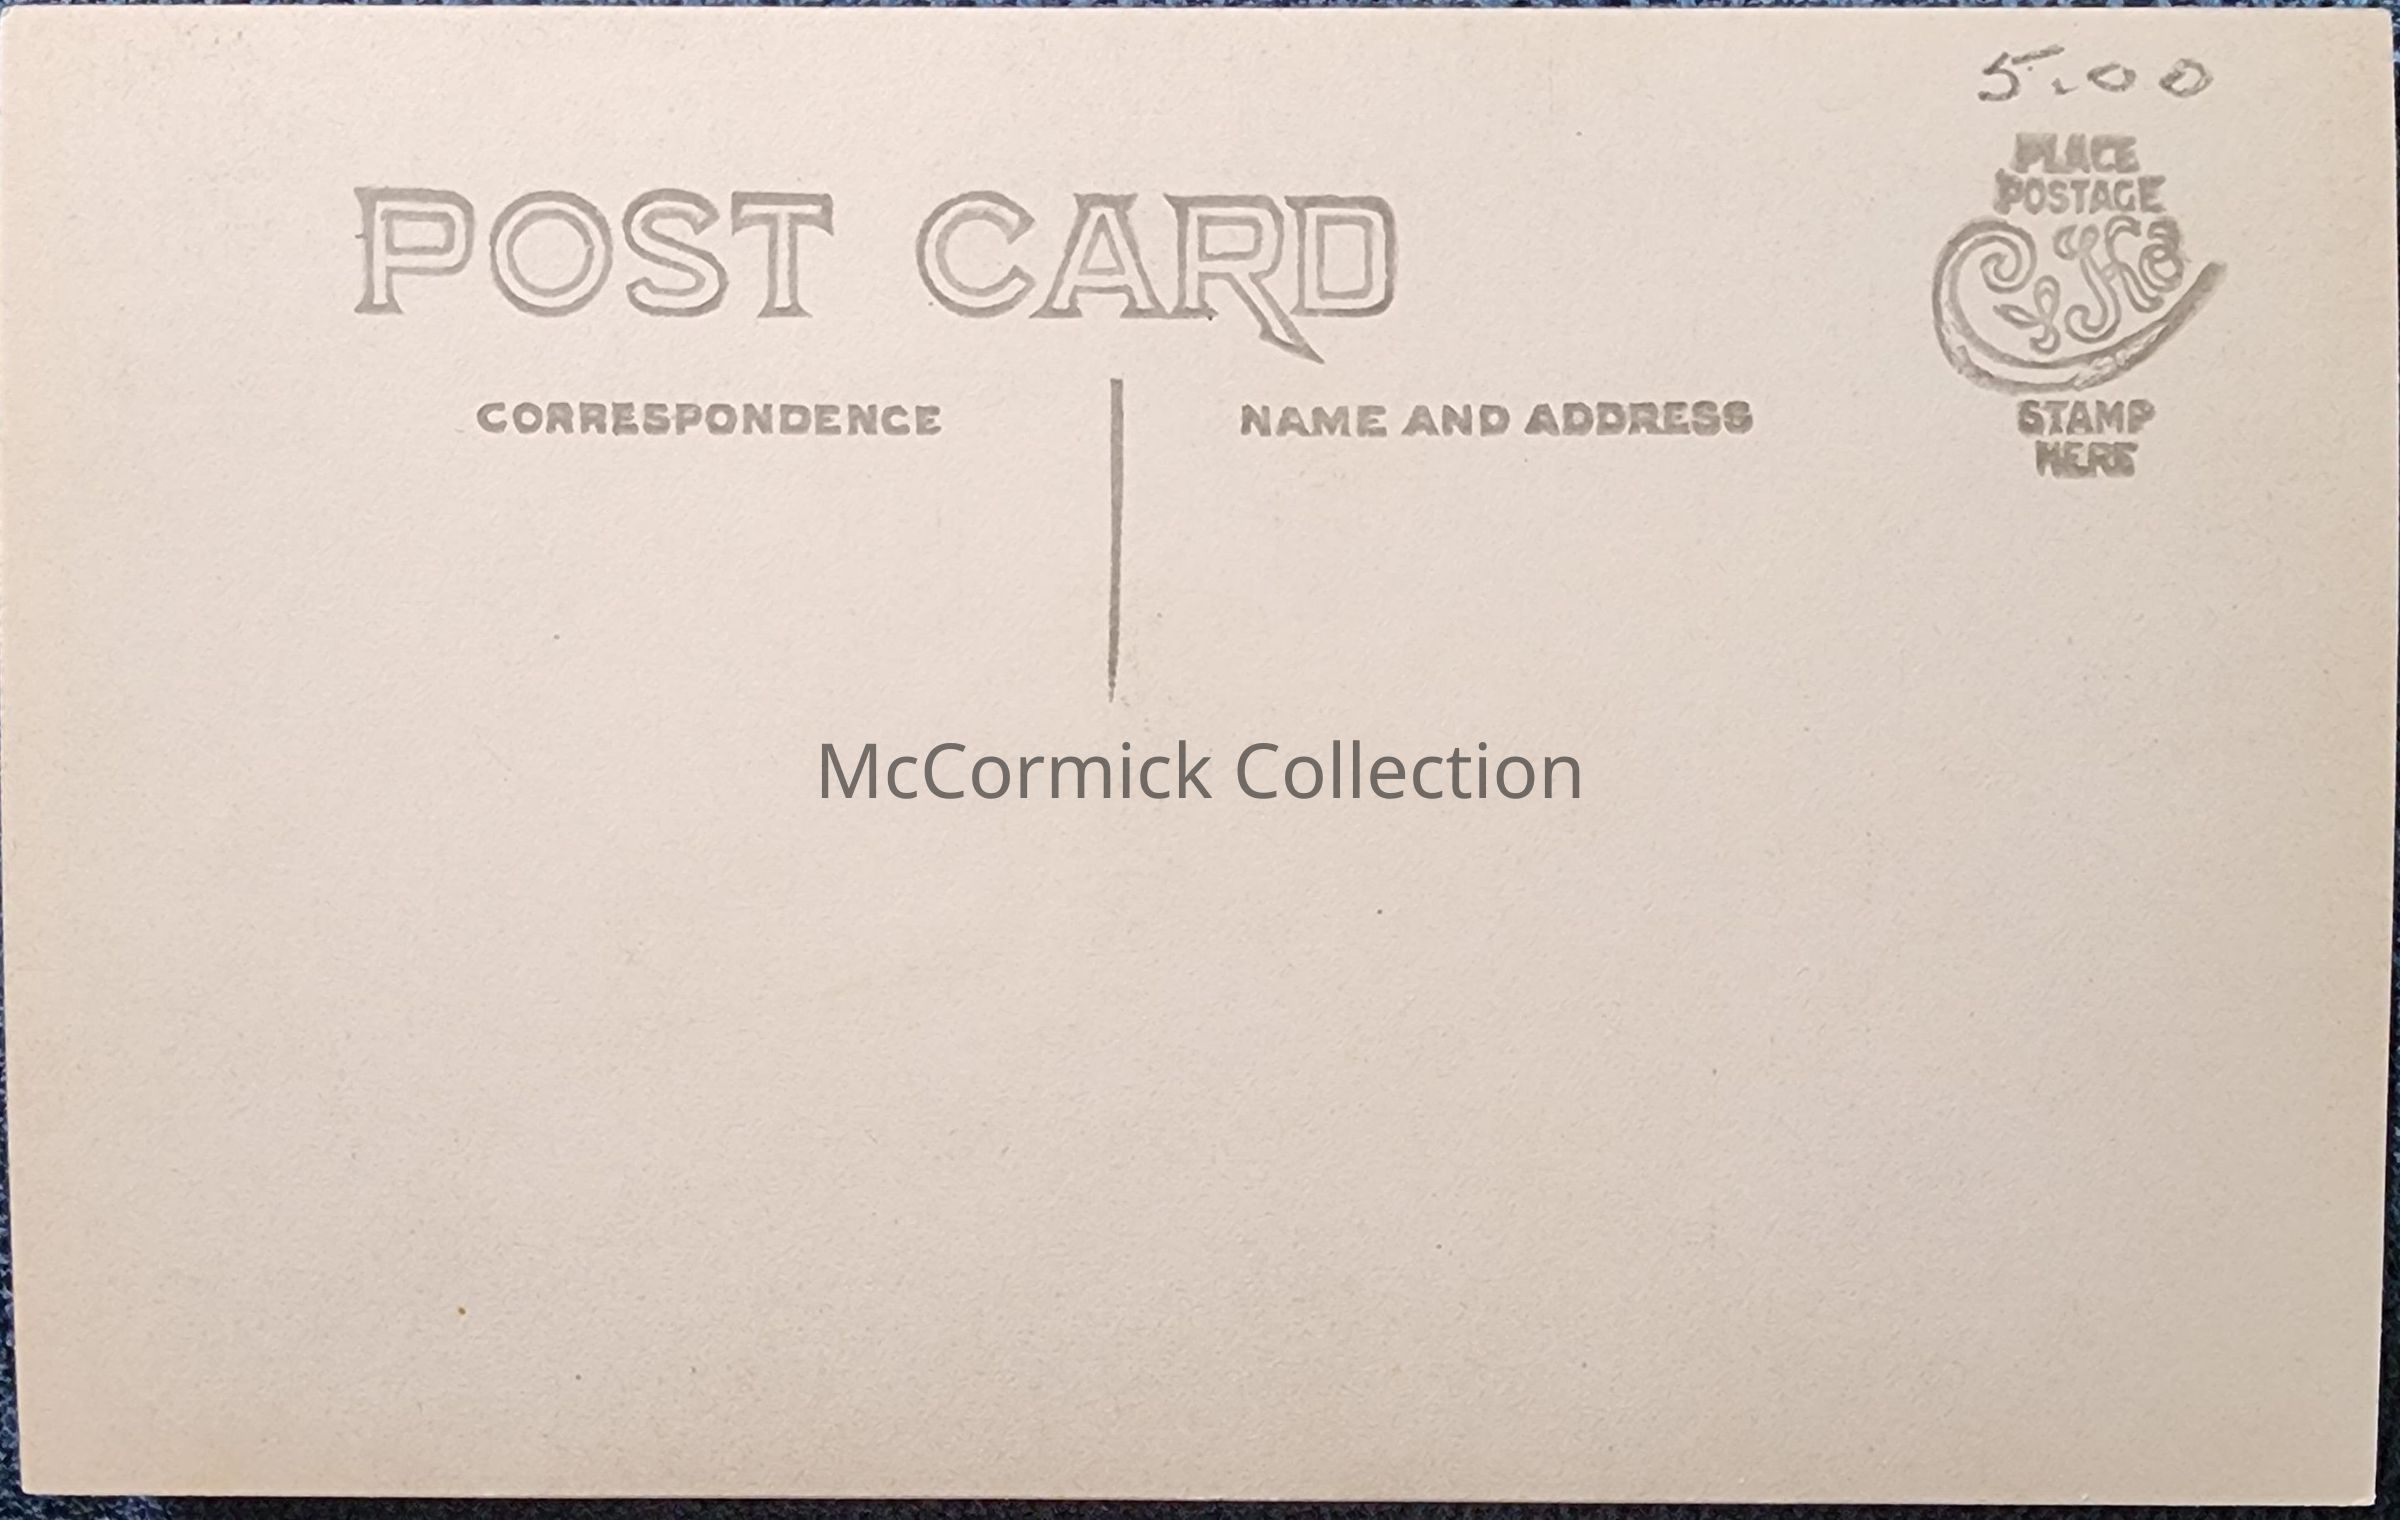 5.00
PLACE
POSTAGE
POST CARD
STAMP
HERE
CORRESPONDENCE
NAME AND ADDRESS
McCormick Collection